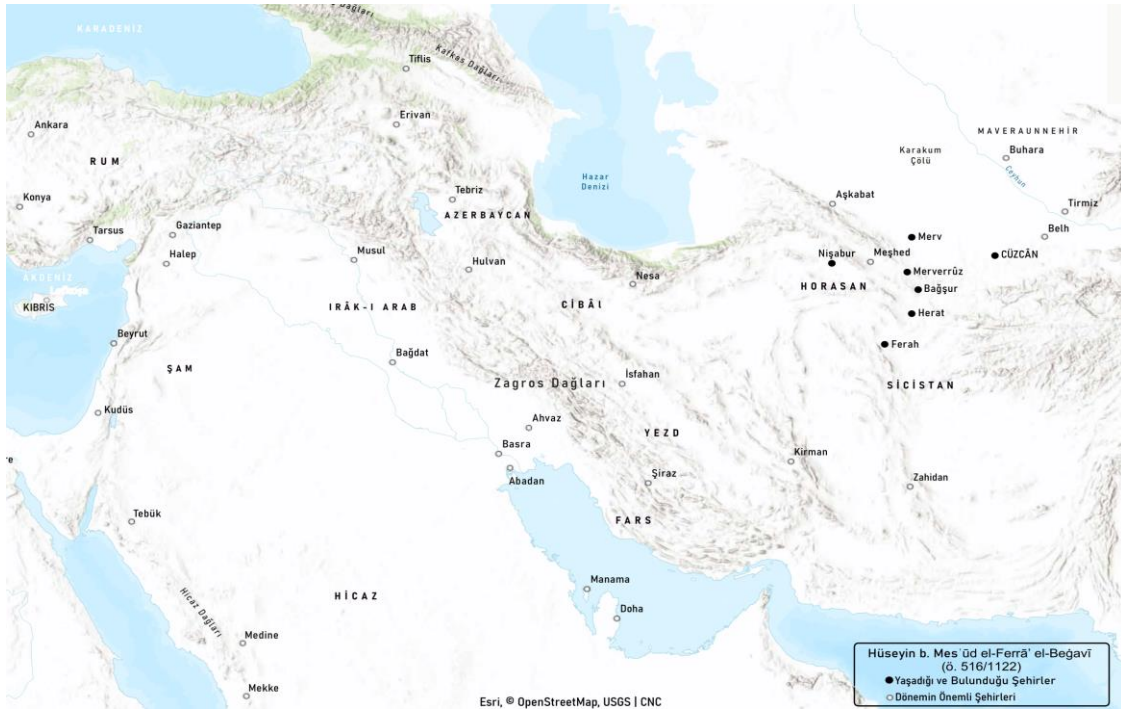 KARADENİZ
Kafkas Dağları
Tiflis
Erivan
Ankara
RUM
MAVERAUNNEHİR
Karakum
Çölü
Buhara
Ceyhun
Hazar
Denizi
Konya
Tebriz
AZERBAYCAN
Aşkabat
Tirmiz
Tarsus
Gaziantep
Belh
Halep
Musul
Hulvan
Merv
Nişabur
Meşhed
CÜZCÂN
AKDENİZ
Nesa
Merverrûz
HORASAN
Bağşur
KIBRIS
IRÂK-I ARAB
CİBÂL
Herat
Beyrut
Bağdat
Ferah
ŞAM
Zagros Dağları
İsfahan
SİCİSTAN
Kudüs
Ahvaz
YEZD
Basra
Kirman
Abadan
Şiraz
Zahidan
Tebük
FARS
Manama
HİCAZ
Hicaz Dağları
Doha
Medine
Mekke
Hüseyin b. Mesʿūd el-Ferrāʾ el-Beġavī
(ö. 516/1122)
Yaşadığı ve Bulunduğu Şehirler
Dönemin Önemli Şehirleri
Esri, © OpenStreetMap, USGS | CNC